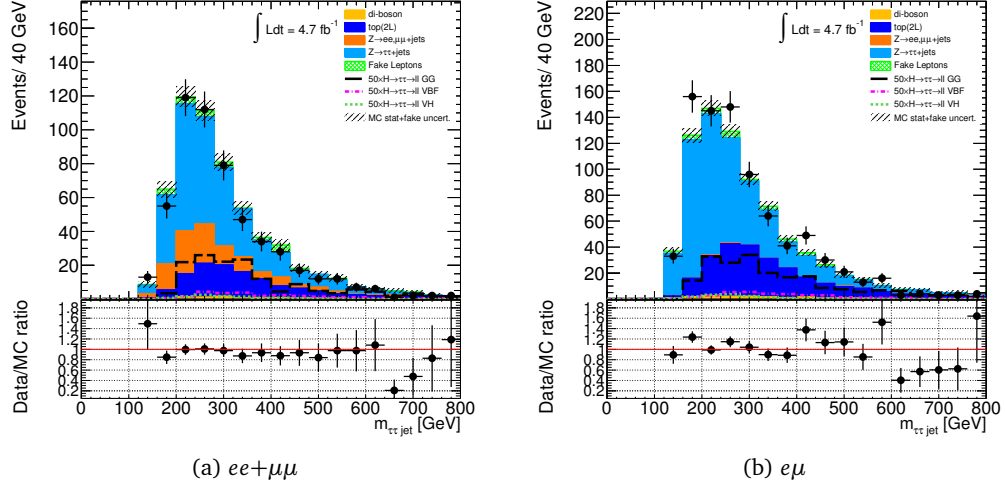 Events/ 40 GeV
160
140
120
100
80
60
40
20
∫ Ldt = 4.7 fb⁻¹
di-boson
top(2L)
Z→ee,μμ+jets
Z→ττ+jets
Fake Leptons
50×H→ττ→ll GG
50×H→ττ→ll VBF
50×H→ττ→ll VH
MC stat+fake uncert.
Data/MC ratio
1.8
1.6
1.4
1.2
1
0.8
0.6
0.4
0.2
0 100 200 300 400 500 600 700 800
m_ττ jet [GeV]
(a) ee+μμ
Events/ 40 GeV
220
200
180
160
140
120
100
80
60
40
20
∫ Ldt = 4.7 fb⁻¹
di-boson
top(2L)
Z→ee,μμ+jets
Z→ττ+jets
Fake Leptons
50×H→ττ→ll GG
50×H→ττ→ll VBF
50×H→ττ→ll VH
MC stat+fake uncert.
Data/MC ratio
1.8
1.6
1.4
1.2
1
0.8
0.6
0.4
0.2
0 100 200 300 400 500 600 700 800
m_ττ jet [GeV]
(b) eμ